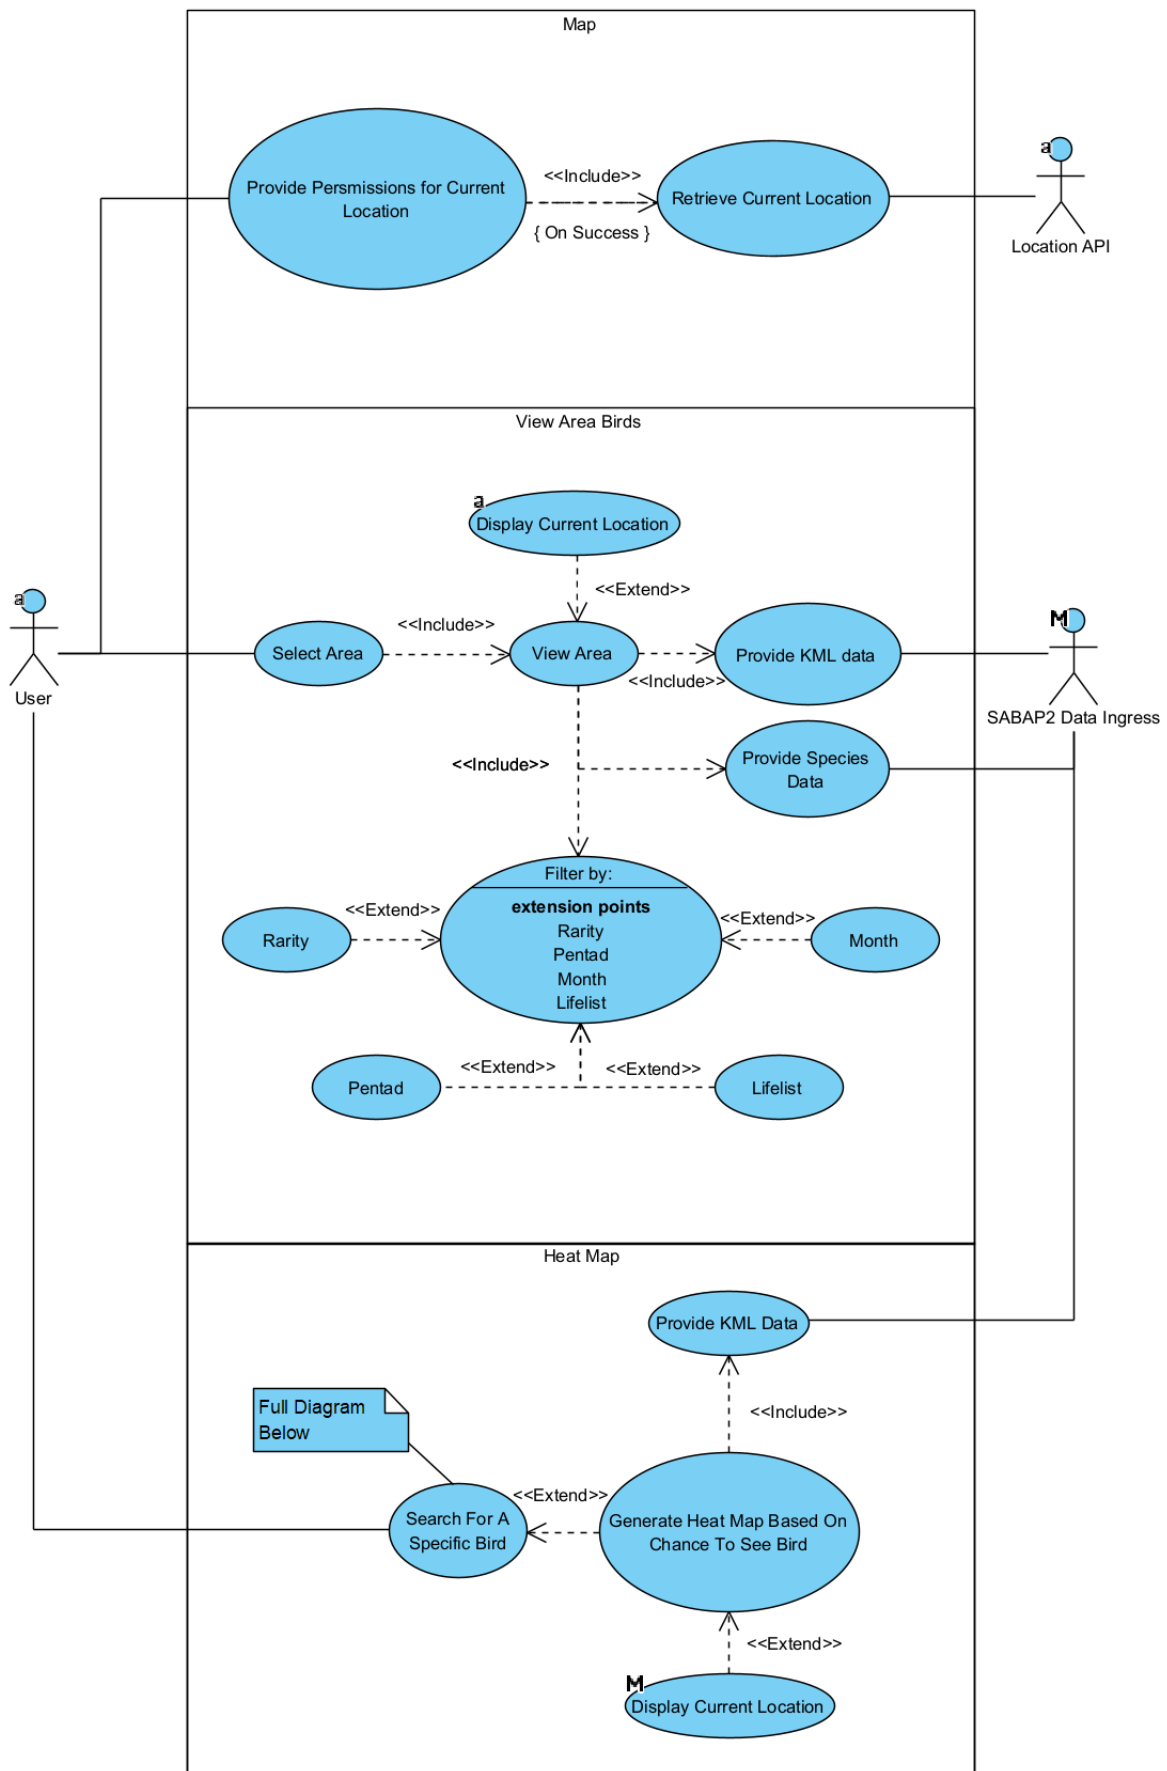 Map
Provide Persmissions for Current
Location
<<Include>>
{ On Success }
Retrieve Current Location
a
Location API
View Area Birds
a
Display Current Location
<<Extend>>
a
User
Select Area
<<Include>>
View Area
<<Include>>
Provide KML data
M
SABAP2 Data Ingress
<<Include>>
Provide Species
Data
Filter by:
extension points
Rarity
Pentad
Month
Lifelist
Rarity
<<Extend>>
<<Extend>>
Month
Pentad
<<Extend>>
<<Extend>>
Lifelist
Heat Map
Provide KML Data
<<Include>>
Full Diagram
Below
Search For A
Specific Bird
<<Extend>>
Generate Heat Map Based On
Chance To See Bird
<<Extend>>
M
Display Current Location